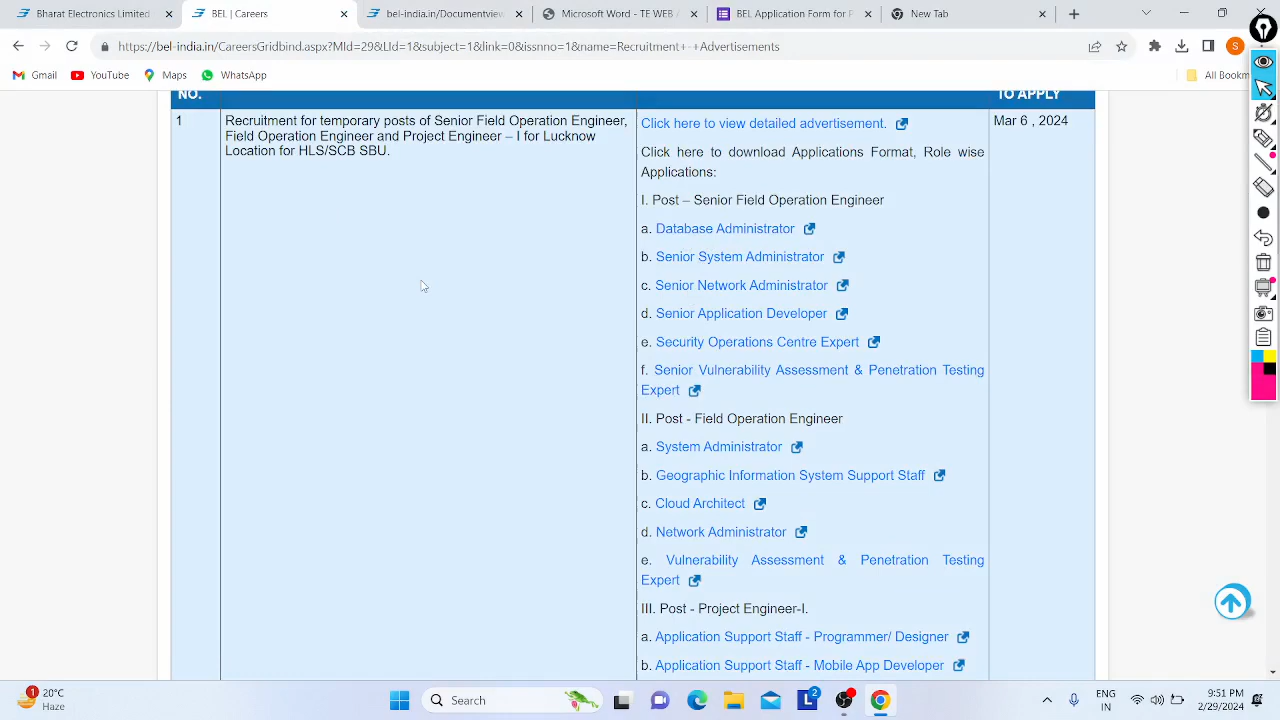 Bharat Electronics Limited
BEL | Careers
bel-india.in/Documentview
Microsoft Word - TE WEB /
BEL Application Form for P
New Tab
https://bel-india.in/CareersGridbind.aspx?MId=29&LId=1&subject=1&link=0&issnno=1&name=Recruitment+-+Advertisements
S
Gmail
YouTube
Maps
WhatsApp
All Bookm
NO.
TO APPLY
1
Recruitment for temporary posts of Senior Field Operation Engineer,
Field Operation Engineer and Project Engineer – I for Lucknow
Location for HLS/SCB SBU.
Click here to view detailed advertisement.
Mar 6 , 2024
Click here to download Applications Format, Role wise
Applications:
I. Post – Senior Field Operation Engineer
a. Database Administrator
b. Senior System Administrator
c. Senior Network Administrator
d. Senior Application Developer
e. Security Operations Centre Expert
f. Senior Vulnerability Assessment & Penetration Testing
Expert
II. Post - Field Operation Engineer
a. System Administrator
b. Geographic Information System Support Staff
c. Cloud Architect
d. Network Administrator
e. Vulnerability Assessment & Penetration Testing
Expert
III. Post - Project Engineer-I.
a. Application Support Staff - Programmer/ Designer
b. Application Support Staff - Mobile App Developer
1
20°C
Haze
Search
L
2
ENG
IN
9:51 PM
2/29/2024